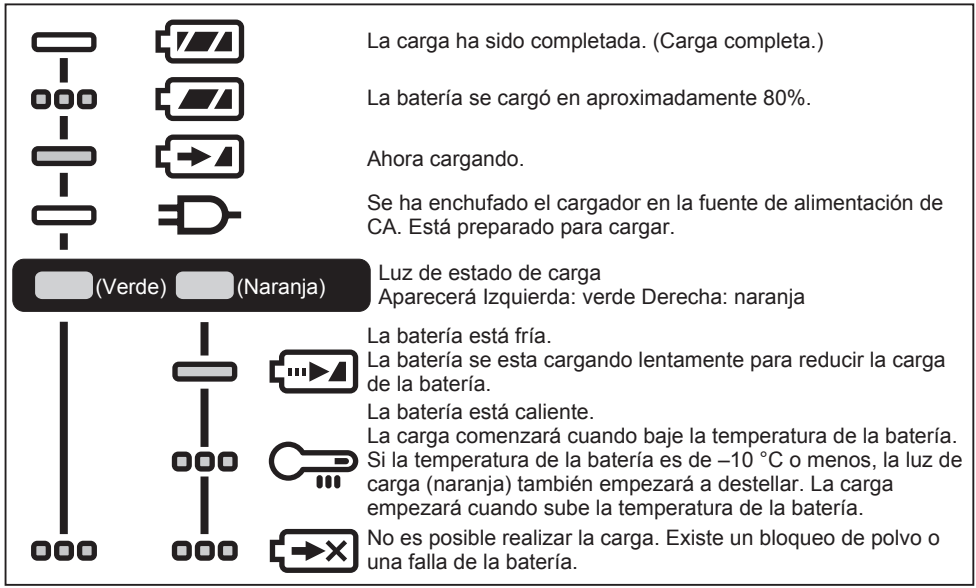 La carga ha sido completada. (Carga completa.)
La batería se cargó en aproximadamente 80%.
Ahora cargando.
Se ha enchufado el cargador en la fuente de alimentación de
CA. Está preparado para cargar.
(Verde) (Naranja)
Luz de estado de carga
Aparecerá Izquierda: verde Derecha: naranja
La batería está fría.
La batería se esta cargando lentamente para reducir la carga
de la batería.
La batería está caliente.
La carga comenzará cuando baje la temperatura de la batería.
Si la temperatura de la batería es de –10 °C o menos, la luz de
carga (naranja) también empezará a destellar. La carga
empezará cuando sube la temperatura de la batería.
No es posible realizar la carga. Existe un bloqueo de polvo o
una falla de la batería.